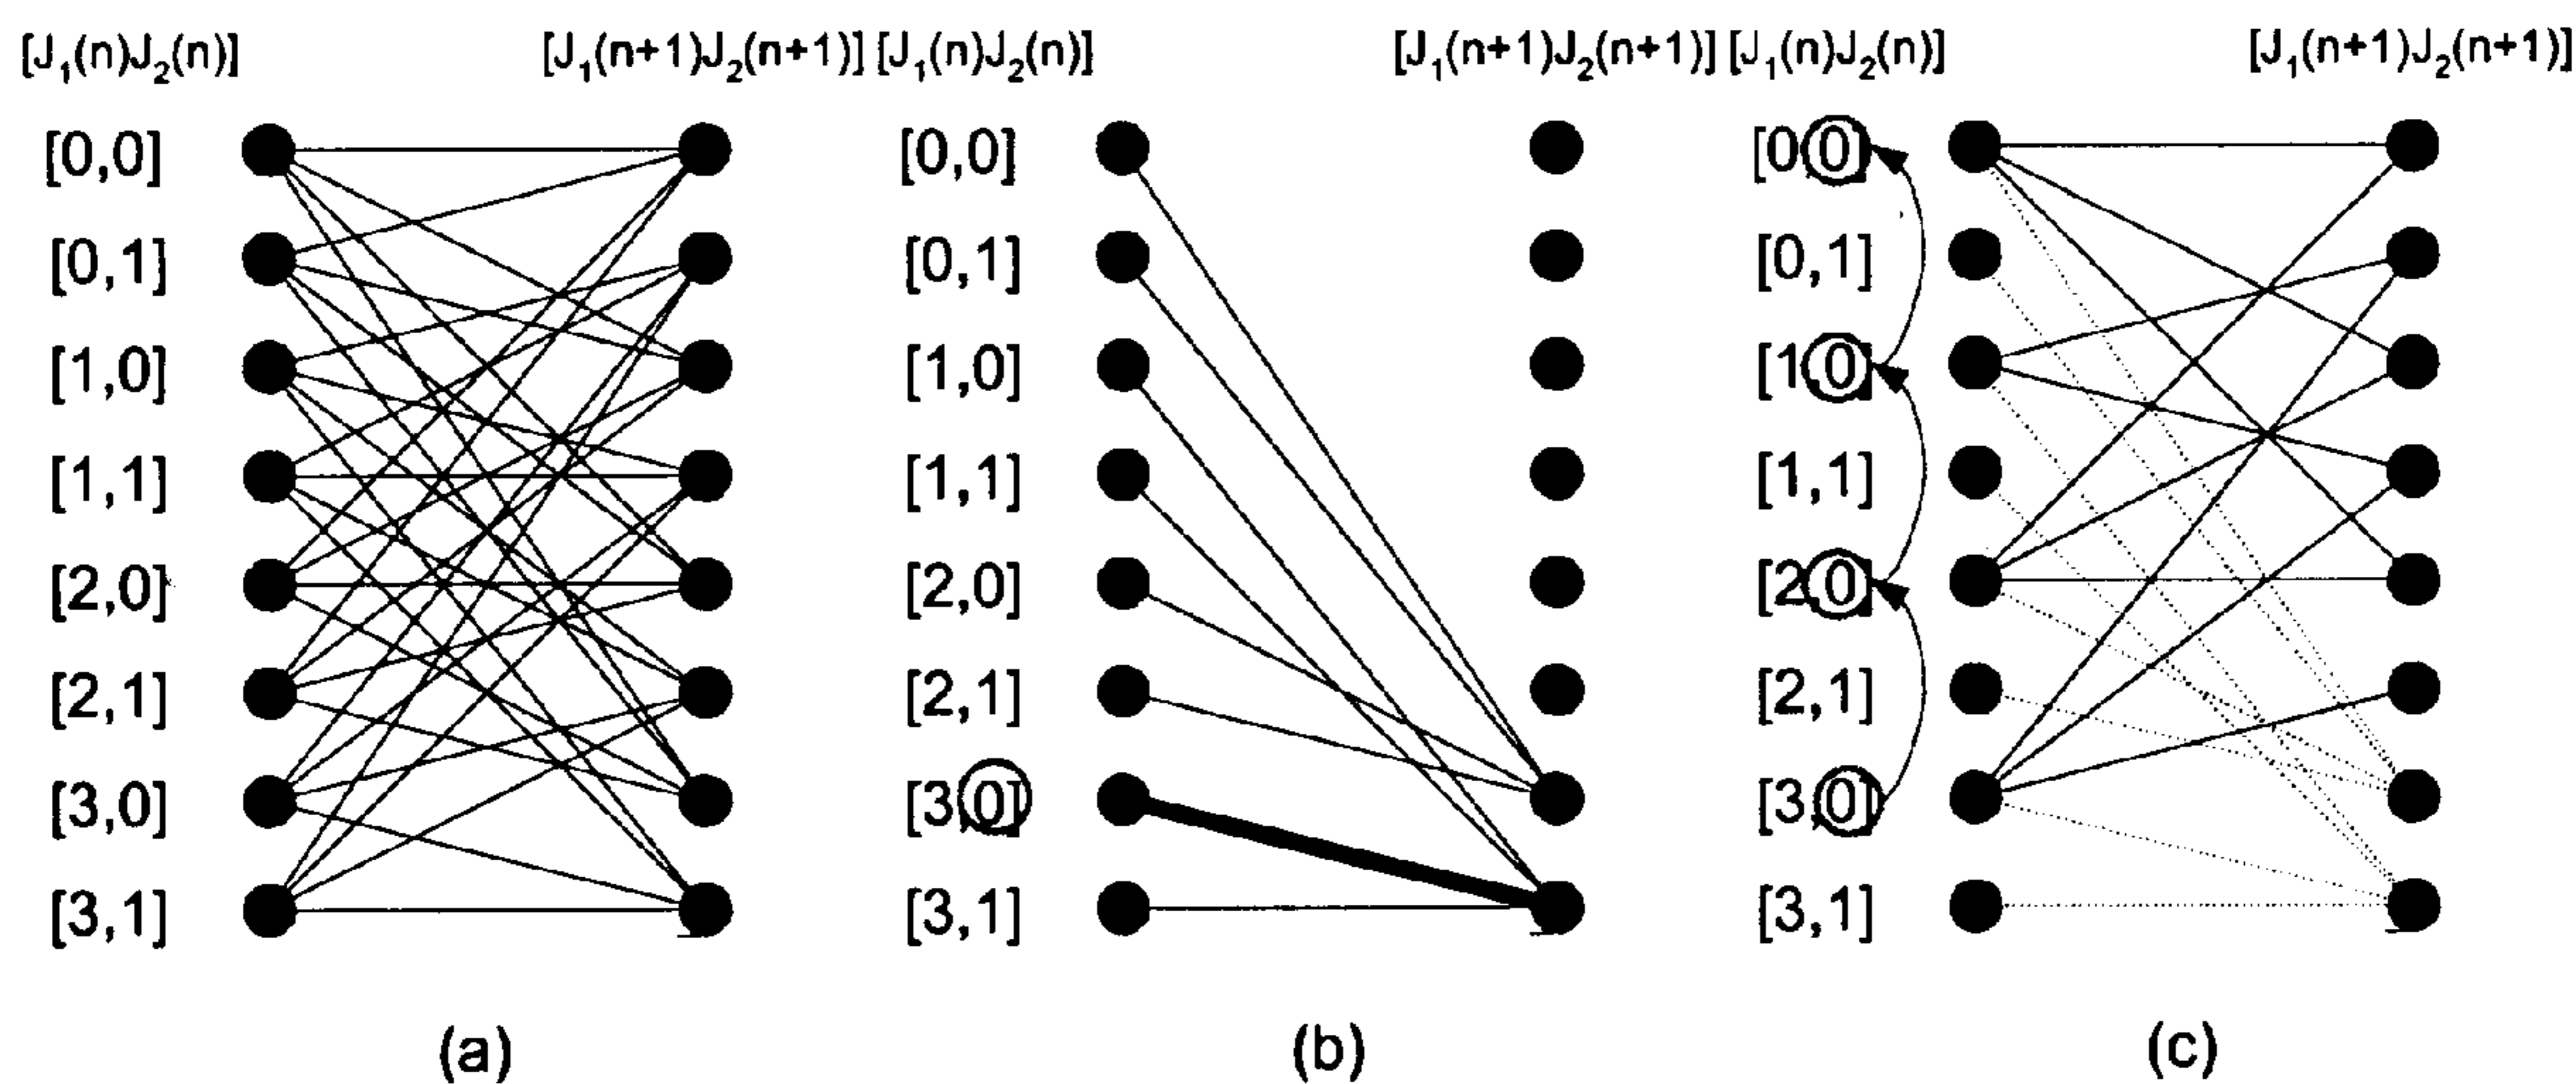 [J₁(n)J₂(n)] [J₁(n+1)J₂(n+1)] [J₁(n)J₂(n)] [J₁(n+1)J₂(n+1)] [J₁(n)J₂(n)] [J₁(n+1)J₂(n+1)]
[0,0] [0,0] [0,0]
[0,1] [0,1] [0,1]
[1,0] [1,0] [1,0]
[1,1] [1,1] [1,1]
[2,0] [2,0] [2,0]
[2,1] [2,1] [2,1]
[3,0] [3,0] [3,0]
[3,1] [3,1] [3,1]
(a) (b) (c)